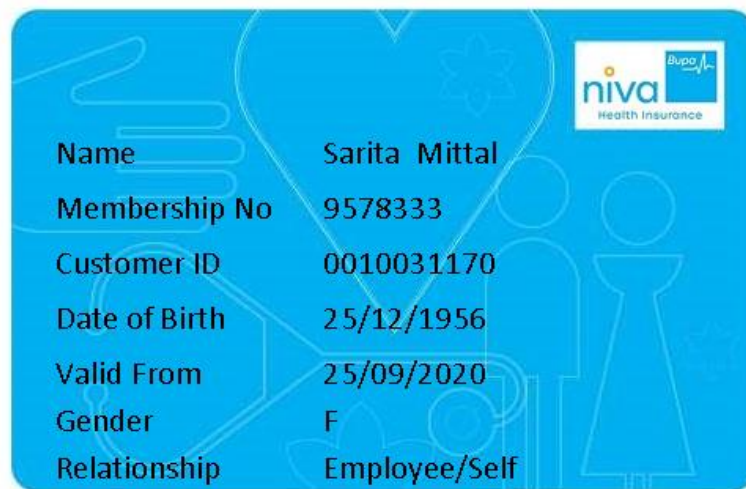 Bupa
niva
Health Insurance
Name Sarita Mittal
Membership No 9578333
Customer ID 0010031170
Date of Birth 25/12/1956
Valid From 25/09/2020
Gender F
Relationship Employee/Self